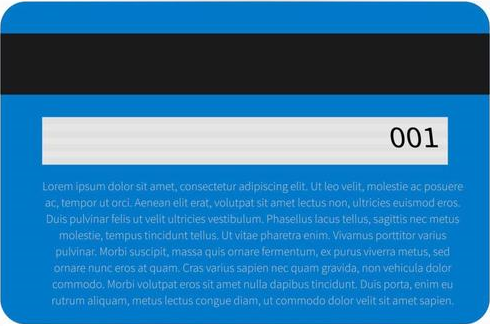 001
Lorem ipsum dolor sit amet, consectetur adipiscing elit. Ut leo velit, molestie ac posuere
ac, tempor ut orci. Aenean elit erat, volutpat sit amet lectus non, ultricies euismod eros.
Duis pulvinar felis ut velit ultricies vestibulum. Phasellus lacus tellus, sagittis nec metus
molestie, tempus tincidunt tellus. Ut vitae pharetra enim. Vivamus porttitor varius
pulvinar. Morbi suscipit, massa quis ornare fermentum, ex purus viverra metus, sed
ornare nunc eros at quam. Cras varius sapien nec quam gravida, non vehicula dolor
commodo. Morbi volutpat eros sit amet nulla dapibus tincidunt. Duis porta, enim eu
rutrum aliquam, metus lectus congue diam, ut commodo dolor velit sit amet sapien.